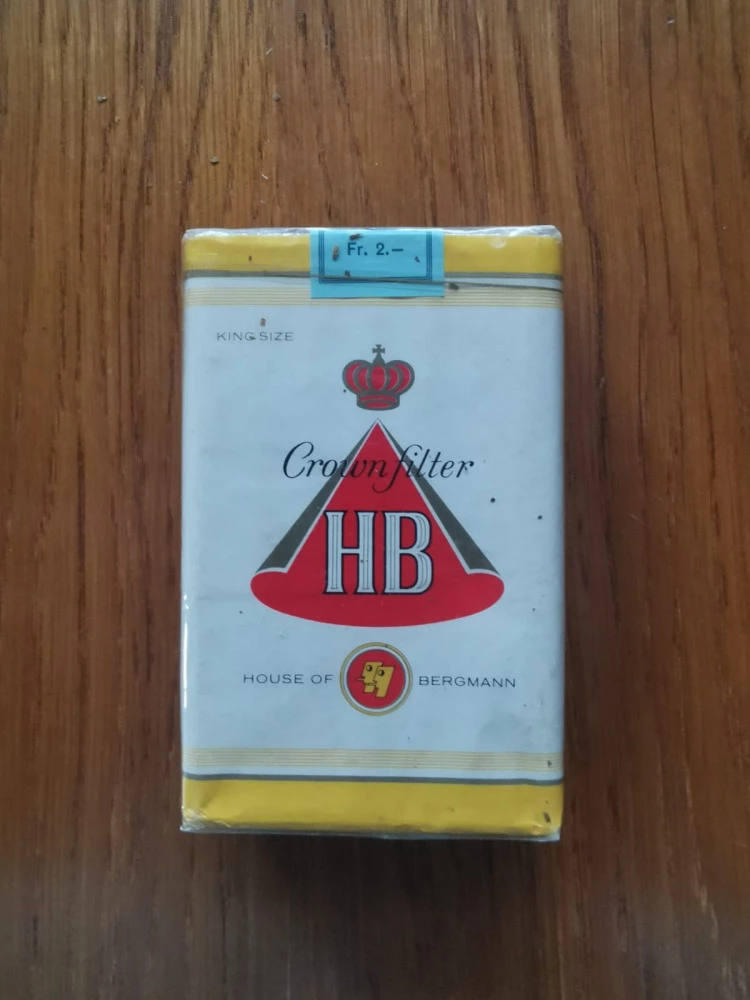 Fr. 2.—
KING SIZE
Crown filter
HB
HOUSE OF BERGMANN